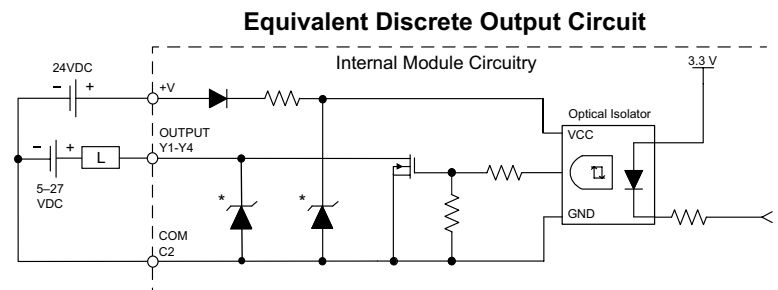 Equivalent Discrete Output Circuit
Internal Module Circuitry
24VDC
3.3 V
− +
+V
Optical Isolator
OUTPUT
Y1-Y4
VCC
− +
L
5–27
VDC
*
*
GND
COM
C2